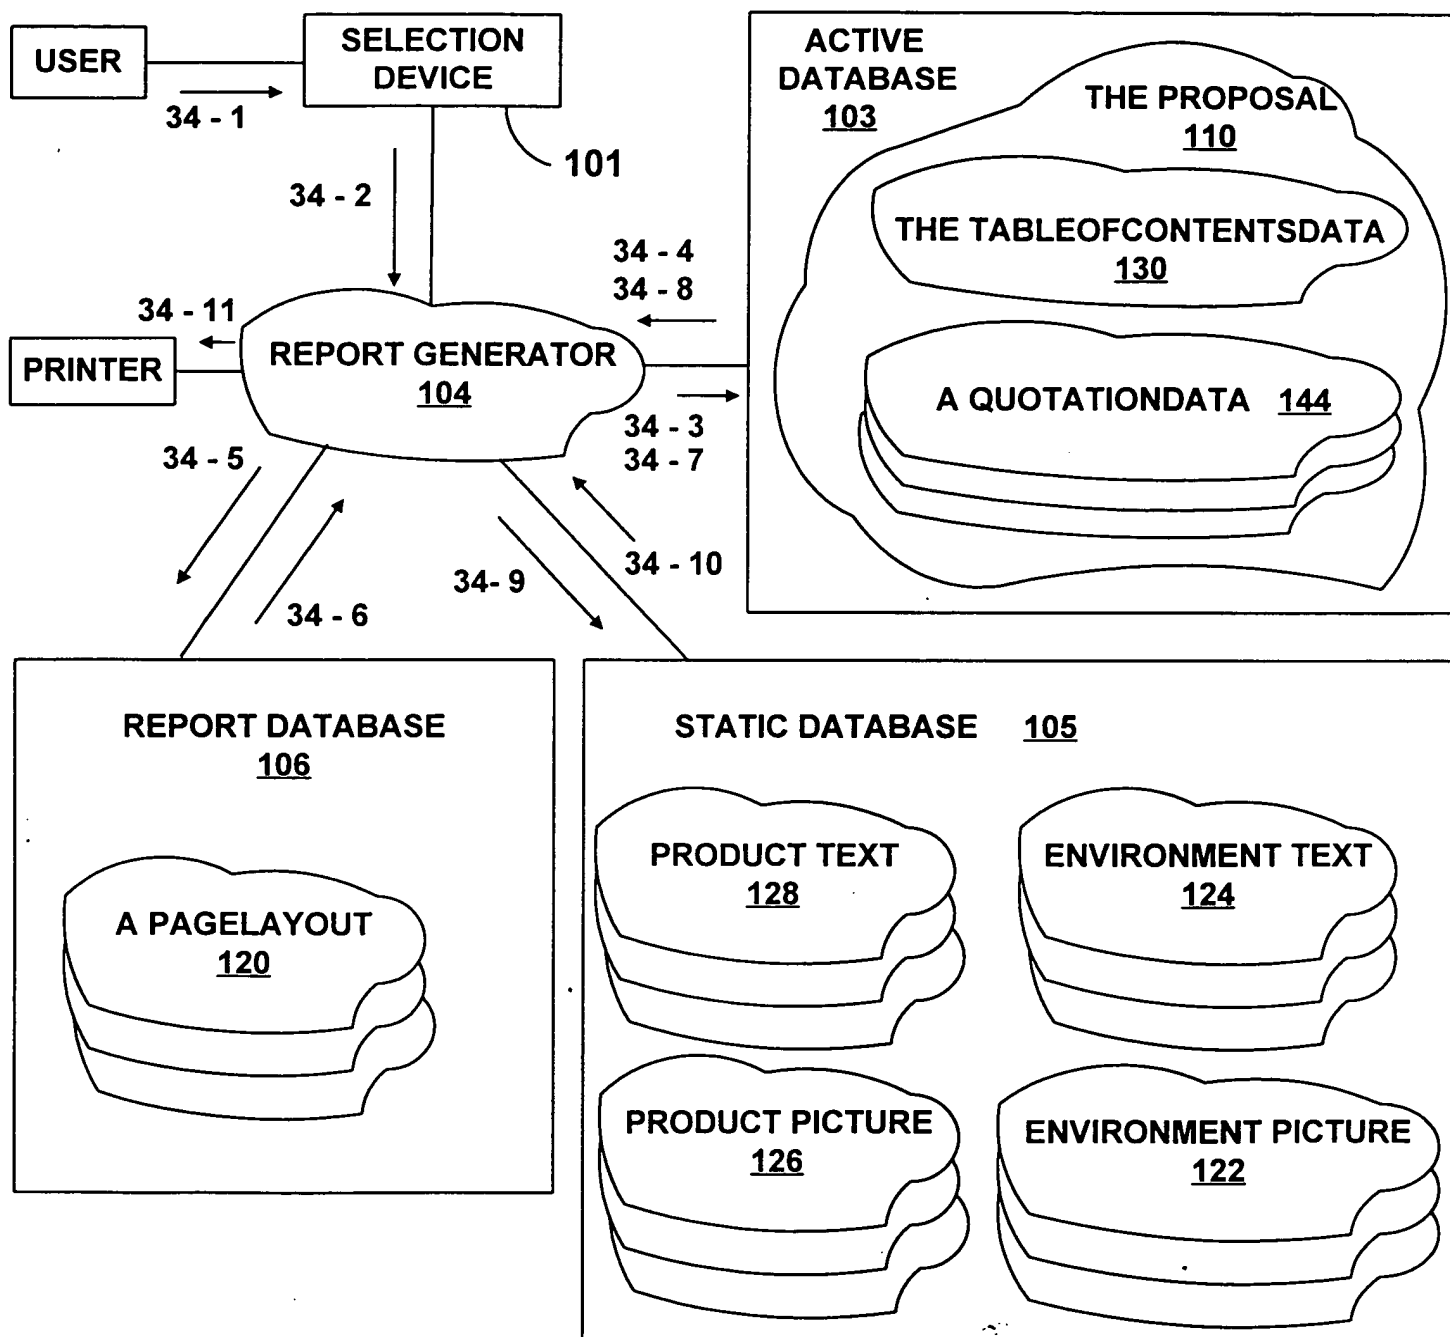 USER
SELECTION
DEVICE
34 - 1
101
34 - 2
ACTIVE
DATABASE
103
THE PROPOSAL
110
THE TABLEOFCONTENTSDATA
130
A QUOTATIONDATA 144
34 - 4
34 - 8
34 - 11
PRINTER
REPORT GENERATOR
104
34 - 3
34 - 7
34 - 5
34 - 6
34- 9
34 - 10
REPORT DATABASE
106
A PAGELAYOUT
120
STATIC DATABASE 105
PRODUCT TEXT
128
ENVIRONMENT TEXT
124
PRODUCT PICTURE
126
ENVIRONMENT PICTURE
122